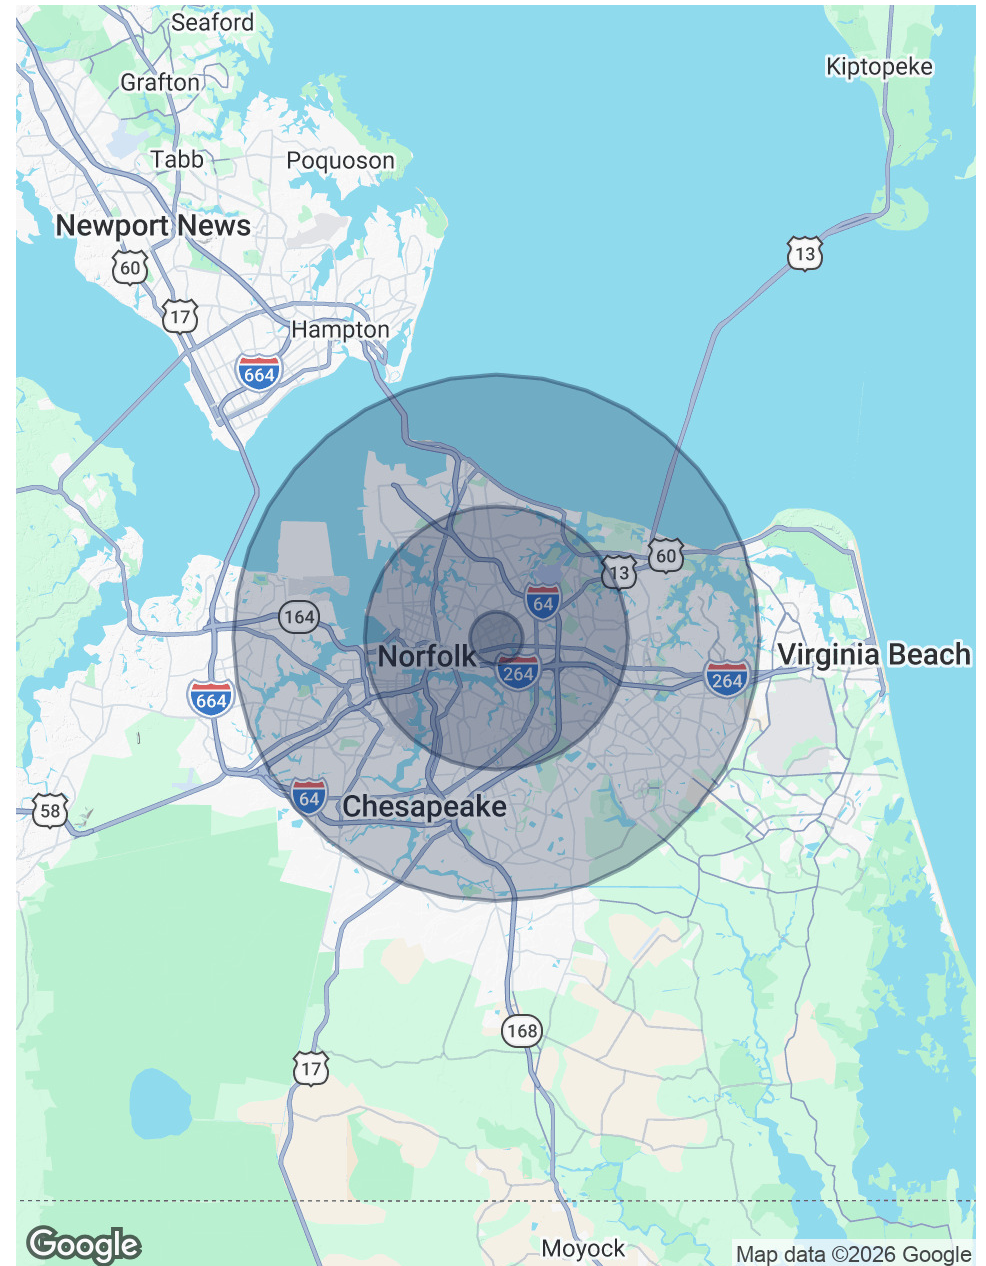 Seaford
Kiptopeke
Grafton
Tabb
Poquoson
Newport News
13
60
17
Hampton
664
60
13
64
164
Norfolk
Virginia Beach
264
264
664
64
Chesapeake
58
168
17
Moyock
Google
Map data ©2026 Google